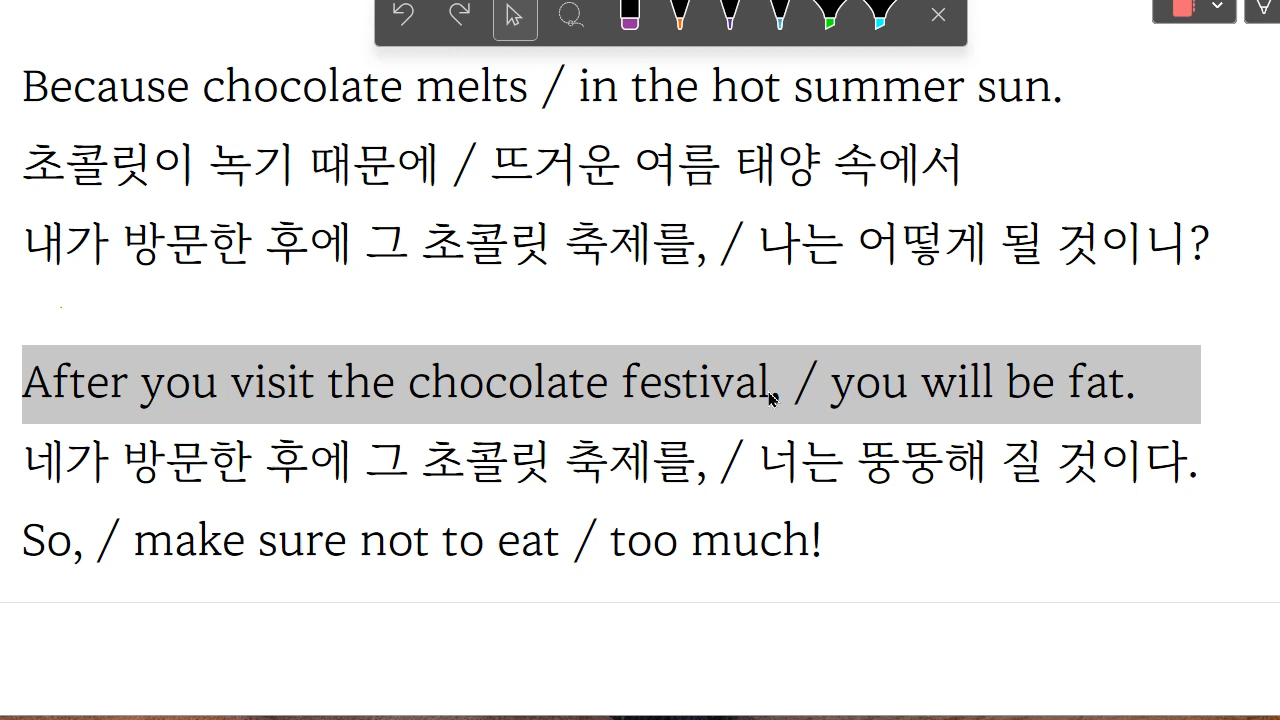 Because chocolate melts / in the hot summer sun.
초콜릿이 녹기 때문에 / 뜨거운 여름 태양 속에서
내가 방문한 후에 그 초콜릿 축제를, / 나는 어떻게 될 것이니?
After you visit the chocolate festival, / you will be fat.
네가 방문한 후에 그 초콜릿 축제를, / 너는 뚱뚱해 질 것이다.
So, / make sure not to eat / too much!